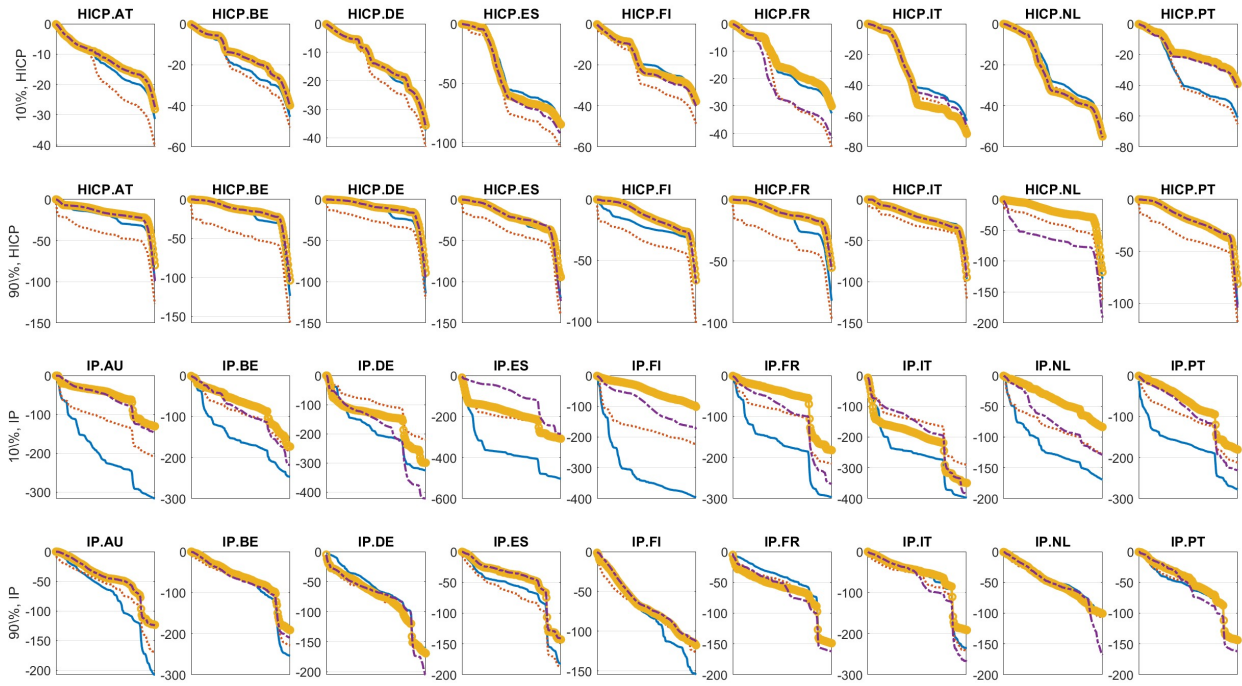 HICP.AT HICP.BE HICP.DE HICP.ES HICP.FI HICP.FR HICP.IT HICP.NL HICP.PT
10\%, HICP
0 -10 -20 -30 -40
0 -20 -40 -60
0 -10 -20 -30 -40
0 -50 -100
0 -20 -40 -60
0 -10 -20 -30 -40
0 -20 -40 -60 -80
0 -20 -40 -60 -80
0 -20 -40 -60 -80
HICP.AT HICP.BE HICP.DE HICP.ES HICP.FI HICP.FR HICP.IT HICP.NL HICP.PT
90\%, HICP
0 -50 -100 -150
0 -50 -100 -150
0 -50 -100 -150
0 -50 -100 -150
0 -50 -100
0 -50 -100
0 -50 -100 -150
0 -50 -100 -150 -200
0 -50 -100
IP.AU IP.BE IP.DE IP.ES IP.FI IP.FR IP.IT IP.NL IP.PT
10\%, IP
0 -100 -200 -300
0 -100 -200 -300
0 -100 -200 -300 -400
0 -200 -400 -600
0 -100 -200 -300 -400
0 -100 -200 -300 -400
0 -100 -200 -300 -400
0 -50 -100 -150 -200
0 -100 -200 -300
IP.AU IP.BE IP.DE IP.ES IP.FI IP.FR IP.IT IP.NL IP.PT
90\%, IP
0 -50 -100 -150 -200
0 -100 -200 -300
0 -50 -100 -150 -200
0 -50 -100 -150 -200
0 -50 -100 -150
0 -50 -100 -150 -200
0 -100 -200 -300
0 -50 -100 -150 -200
0 -50 -100 -150 -200